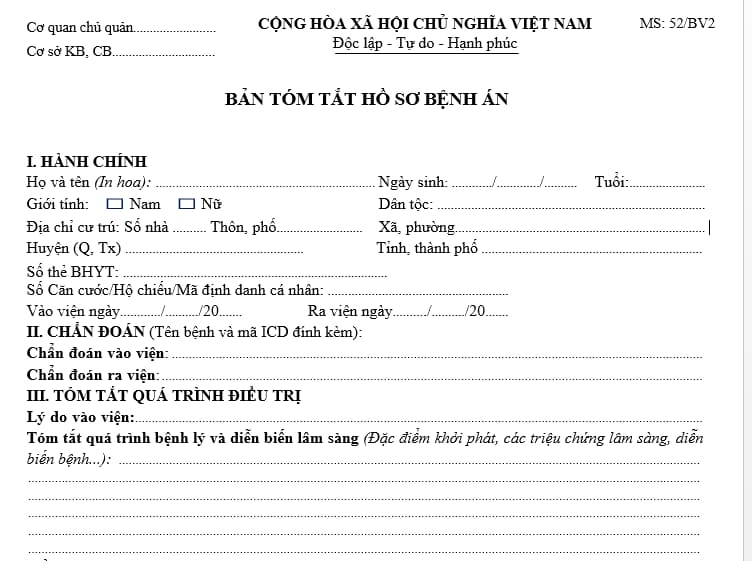 Cơ quan chủ quản........................ CỘNG HÒA XÃ HỘI CHỦ NGHĨA VIỆT NAM MS: 52/BV2
Cơ sở KB, CB.............................. Độc lập - Tự do - Hạnh phúc
BẢN TÓM TẮT HỒ SƠ BỆNH ÁN
I. HÀNH CHÍNH
Họ và tên (In hoa): ................................................................ Ngày sinh: .........../............/......... Tuổi:......................
Giới tính: ☐ Nam ☐ Nữ Dân tộc: ..............................................................................
Địa chỉ cư trú: Số nhà .......... Thôn, phố......................... Xã, phường.........................................................................
Huyện (Q, Tx) .................................................... Tỉnh, thành phố ................................................................
Số thẻ BHYT: .............................................................................
Số Căn cước/Hộ chiếu/Mã định danh cá nhân: ....................................................
Vào viện ngày............/........../20....... Ra viện ngày........../........../20.......
II. CHẨN ĐOÁN (Tên bệnh và mã ICD đính kèm):
Chẩn đoán vào viện: ..........................................................................................................................
Chẩn đoán ra viện: ............................................................................................................................
III. TÓM TẮT QUÁ TRÌNH ĐIỀU TRỊ
Lý do vào viện:....................................................................................................................................
Tóm tắt quá trình bệnh lý và diễn biến lâm sàng (Đặc điểm khởi phát, các triệu chứng lâm sàng, diễn
biến bệnh...): ........................................................................................................................................